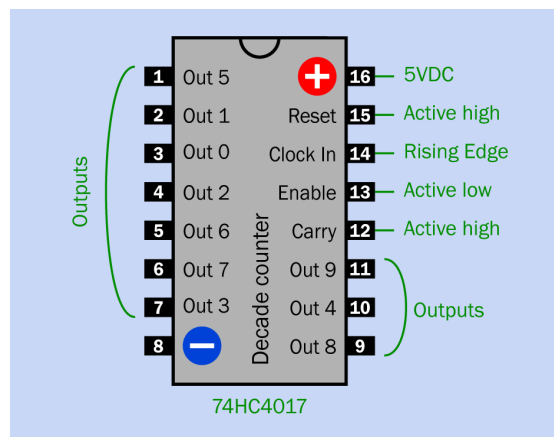 1 Out 5 + 16 5VDC
2 Out 1 Reset 15 Active high
3 Out 0 Clock In 14 Rising Edge
4 Out 2 Enable 13 Active low
5 Out 6 Carry 12 Active high
6 Out 7 Out 9 11
7 Out 3 Out 4 10
8 − Out 8 9
Outputs
Decade counter
Outputs
74HC4017